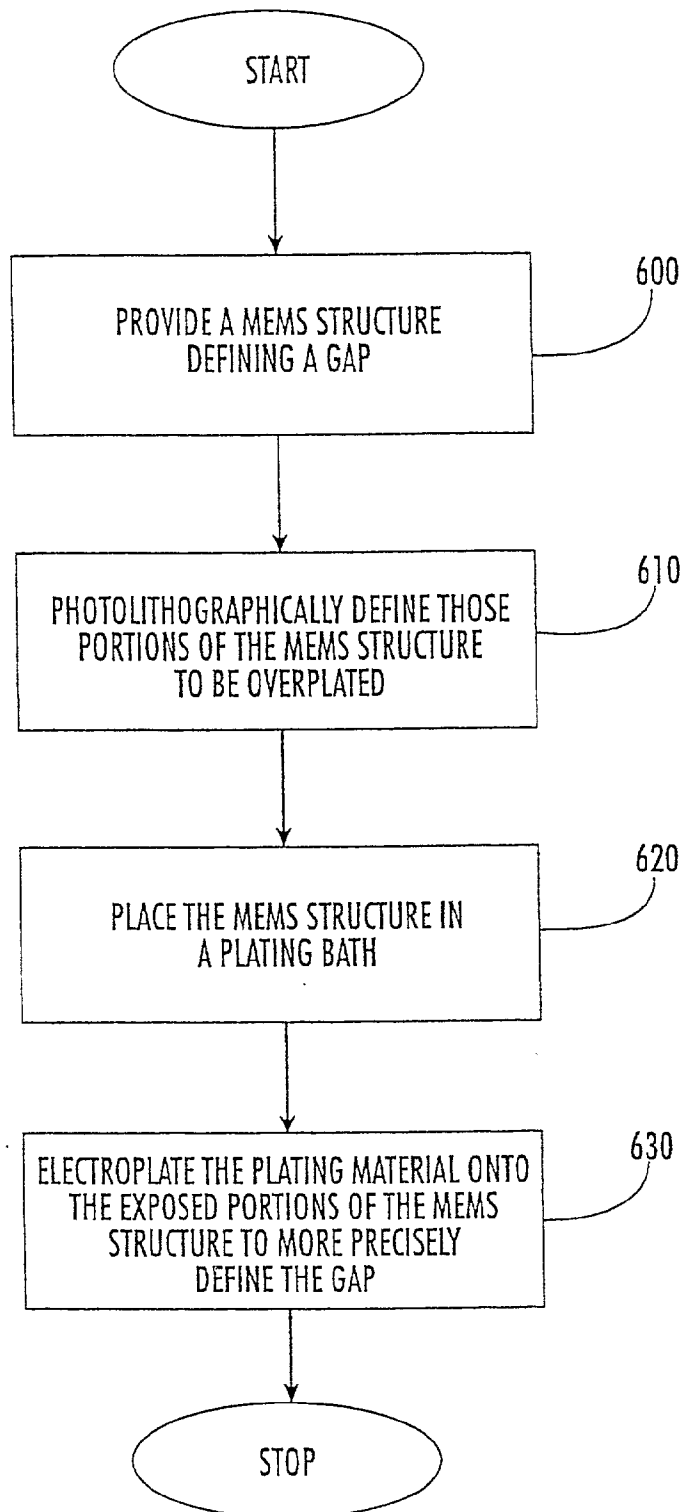 START
600
PROVIDE A MEMS STRUCTURE
DEFINING A GAP
610
PHOTOLITHOGRAPHICALLY DEFINE THOSE
PORTIONS OF THE MEMS STRUCTURE
TO BE OVERPLATED
620
PLACE THE MEMS STRUCTURE IN
A PLATING BATH
630
ELECTROPLATE THE PLATING MATERIAL ONTO
THE EXPOSED PORTIONS OF THE MEMS
STRUCTURE TO MORE PRECISELY
DEFINE THE GAP
STOP